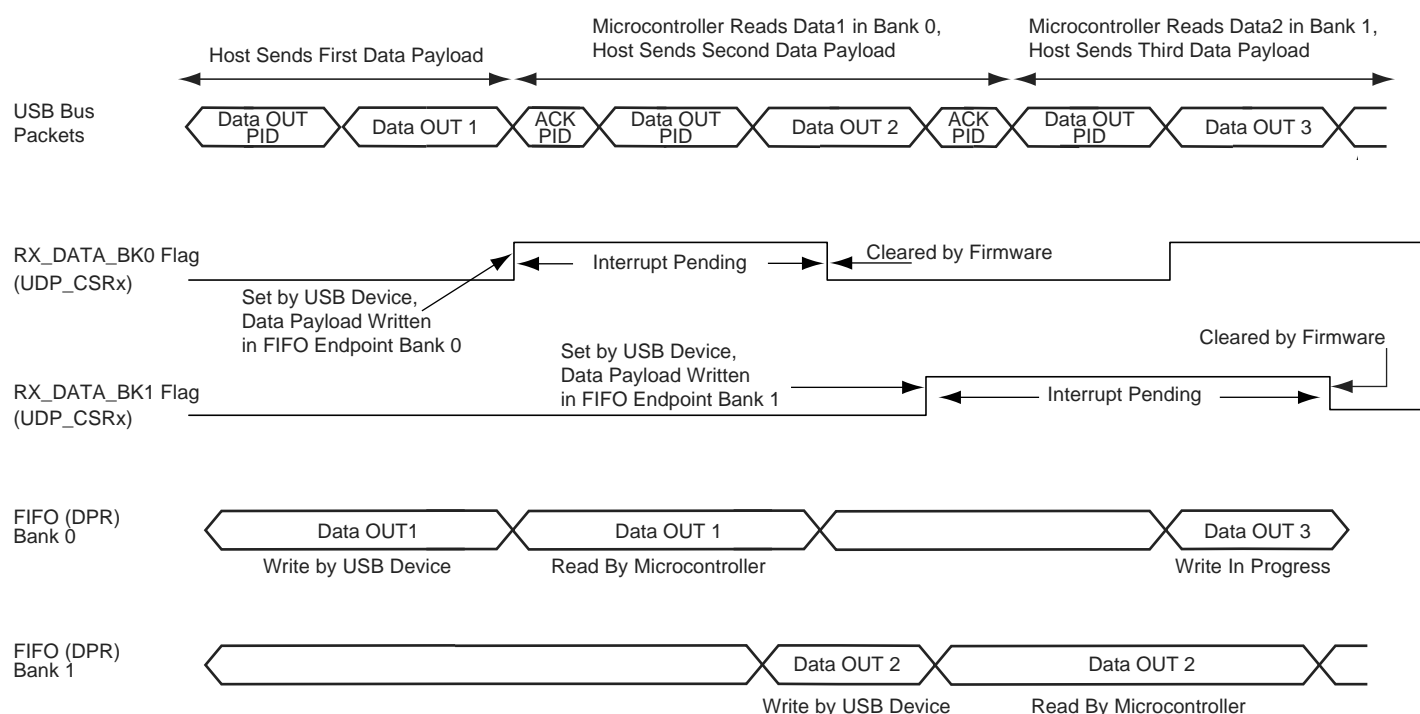 Host Sends First Data Payload
Microcontroller Reads Data1 in Bank 0,
Host Sends Second Data Payload
Microcontroller Reads Data2 in Bank 1,
Host Sends Third Data Payload
USB Bus
Packets
Data OUT
PID
Data OUT 1
ACK
PID
Data OUT
PID
Data OUT 2
ACK
PID
Data OUT
PID
Data OUT 3
RX_DATA_BK0 Flag
(UDP_CSRx)
Interrupt Pending
Cleared by Firmware
Set by USB Device,
Data Payload Written
in FIFO Endpoint Bank 0
Cleared by Firmware
Set by USB Device,
Data Payload Written
in FIFO Endpoint Bank 1
RX_DATA_BK1 Flag
(UDP_CSRx)
Interrupt Pending
FIFO (DPR)
Bank 0
Data OUT1
Data OUT 1
Data OUT 3
Write by USB Device
Read By Microcontroller
Write In Progress
FIFO (DPR)
Bank 1
Data OUT 2
Data OUT 2
Write by USB Device
Read By Microcontroller